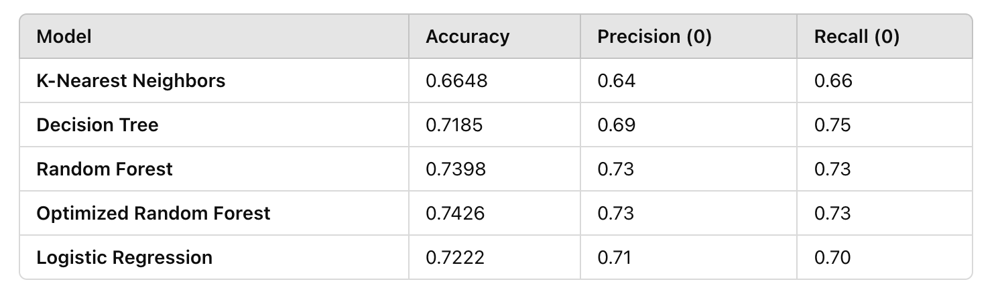 Model Accuracy Precision (0) Recall (0)
K-Nearest Neighbors 0.6648 0.64 0.66
Decision Tree 0.7185 0.69 0.75
Random Forest 0.7398 0.73 0.73
Optimized Random Forest 0.7426 0.73 0.73
Logistic Regression 0.7222 0.71 0.70